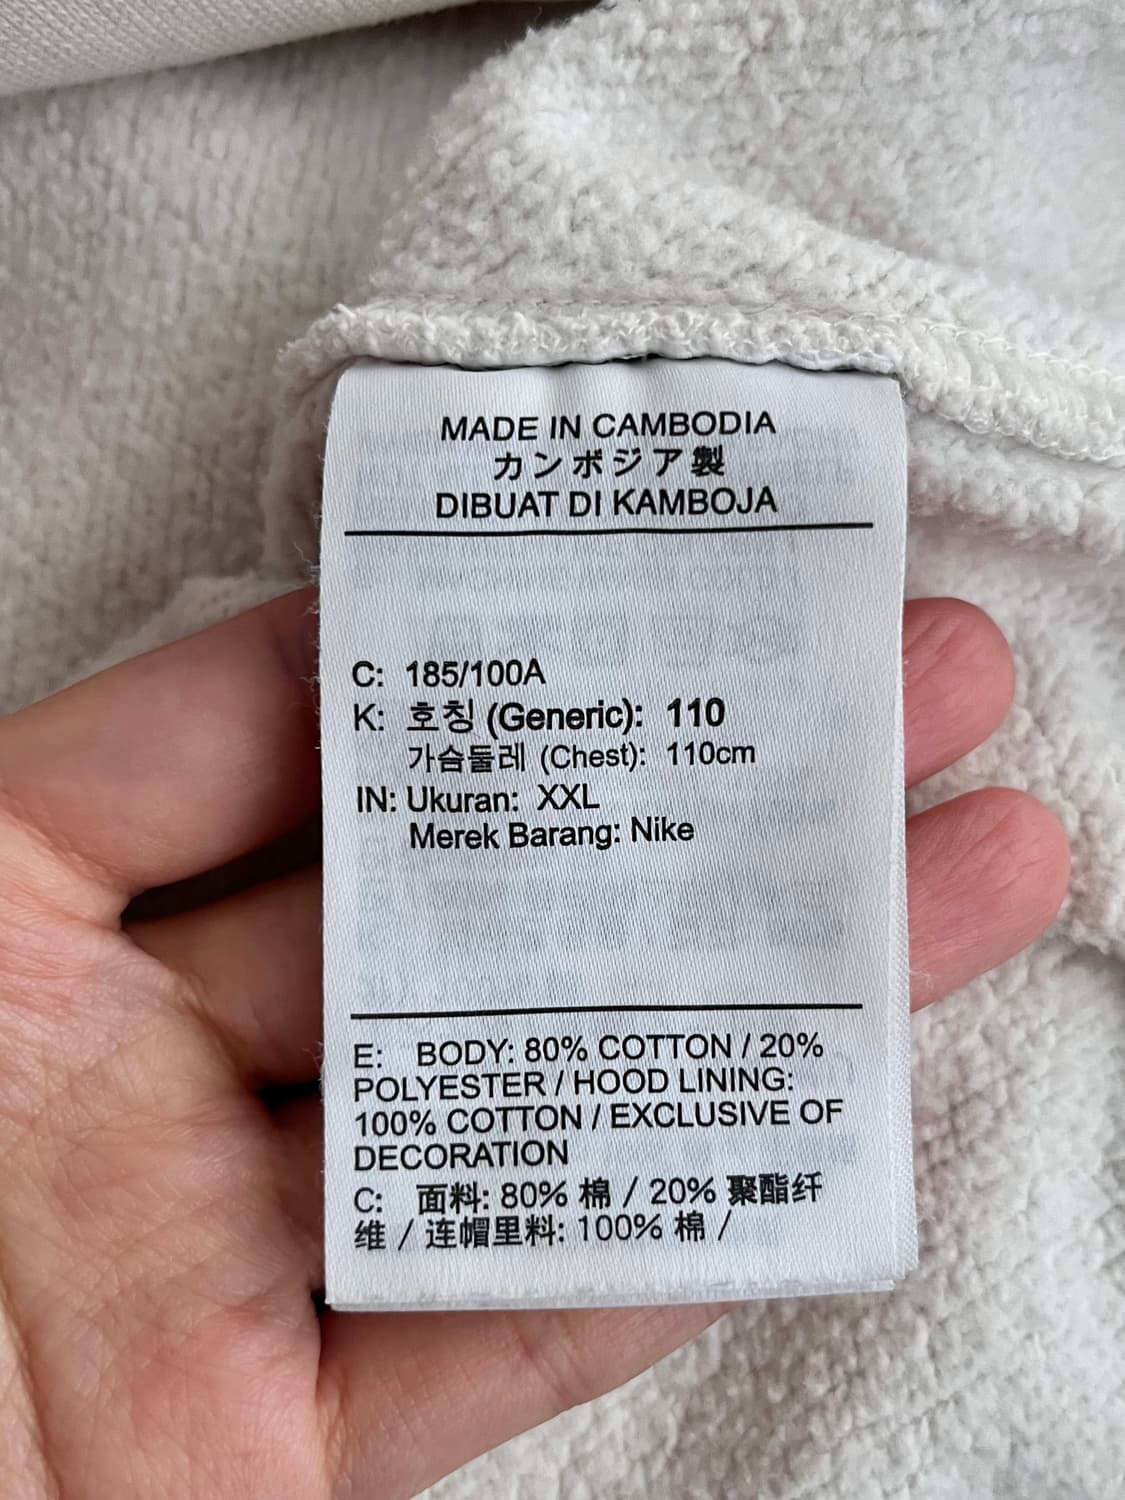 MADE IN CAMBODIA
カンボジア製
DIBUAT DI KAMBOJA
C: 185/100A
K: 호칭 (Generic): 110
가슴둘레 (Chest): 110cm
IN: Ukuran: XXL
Merek Barang: Nike
E: BODY: 80% COTTON / 20%
POLYESTER / HOOD LINING:
100% COTTON / EXCLUSIVE OF
DECORATION
C: 面料: 80% 棉 / 20% 聚酯纤
维 / 连帽里料: 100% 棉 /